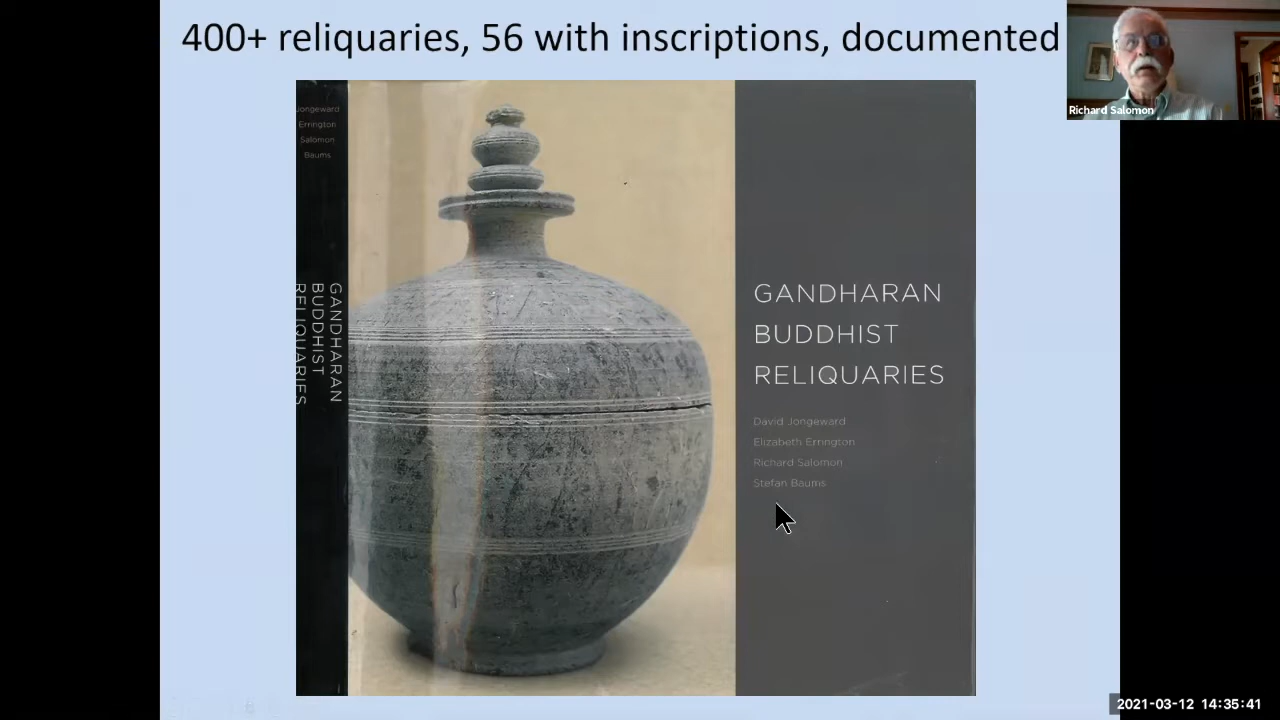 400+ reliquaries, 56 with inscriptions, documented
Richard Salomon
Jongeward
Errington
Salomon
Baums
GANDHARAN
BUDDHIST
RELIQUARIES
GANDHARAN
BUDDHIST
RELIQUARIES
David Jongeward
Elizabeth Errington
Richard Salomon
Stefan Baums
2021-03-12 14:35:41